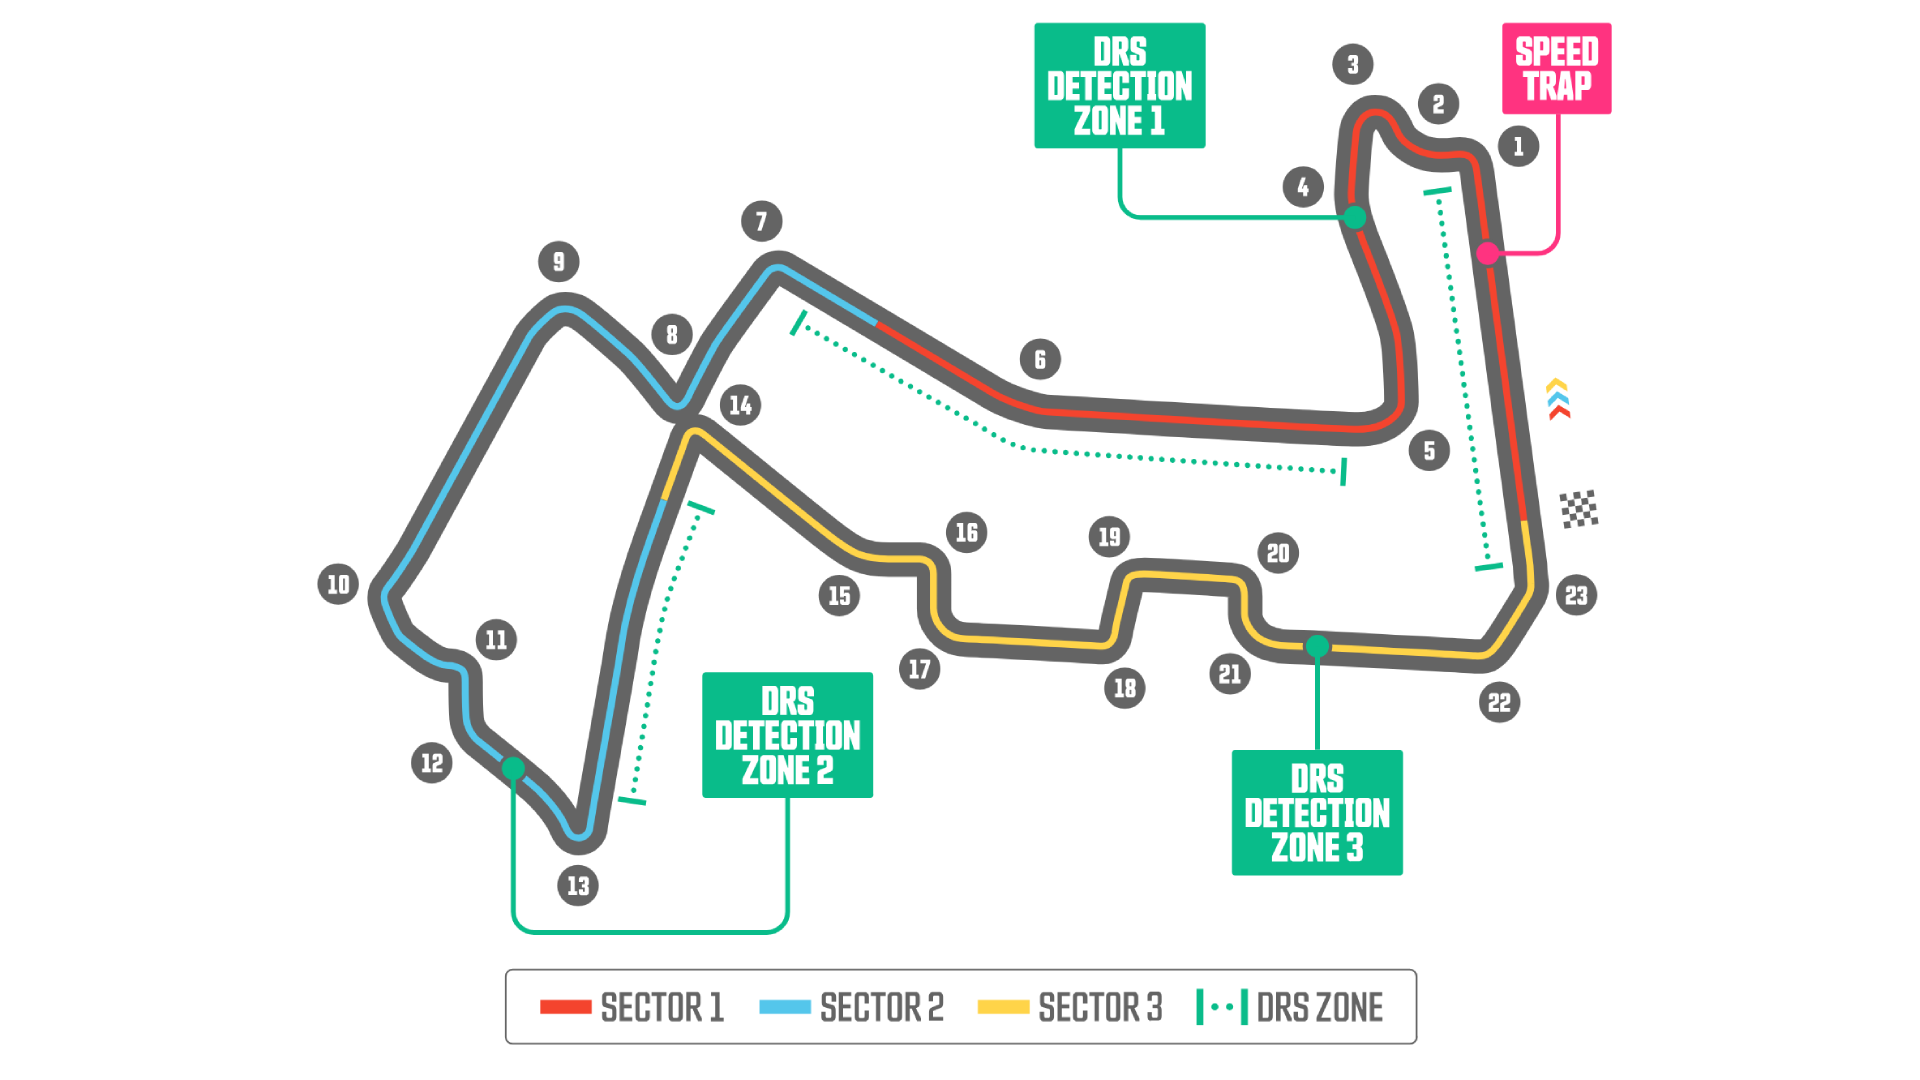 DRS
DETECTION
ZONE 1
SPEED
TRAP
3
2
1
4
7
9
8
6
14
5
16
19
20
10
15
23
11
17
21
18
22
12
DRS
DETECTION
ZONE 2
DRS
DETECTION
ZONE 3
13
SECTOR 1
SECTOR 2
SECTOR 3
DRS ZONE